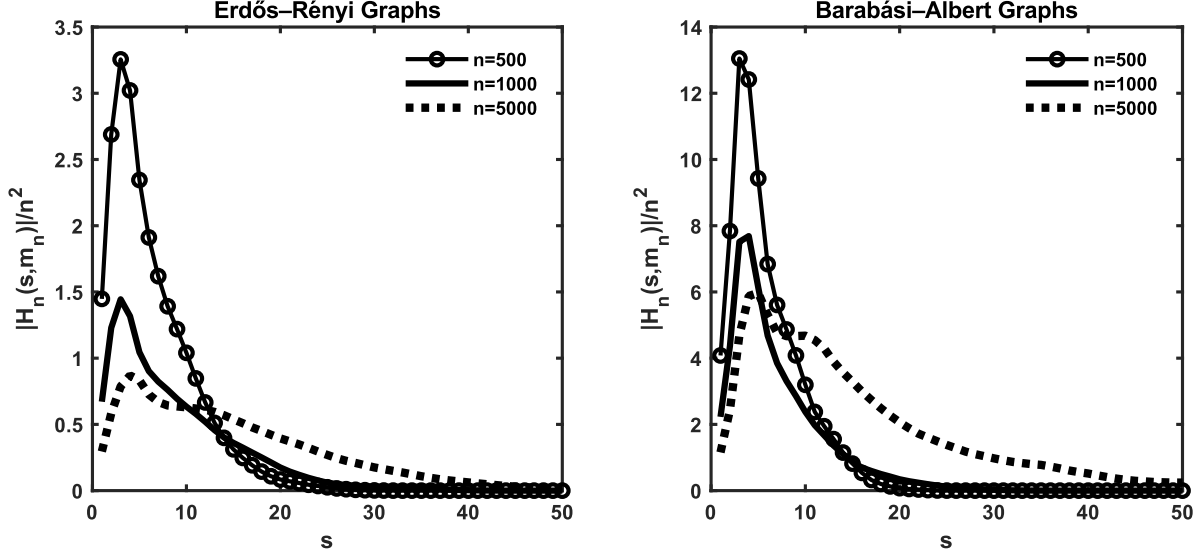 Erdős–Rényi Graphs
3.5
3
2.5
2
1.5
1
0.5
0
|Hn(s,mn)|/n2
n=500
n=1000
n=5000
0 10 20 30 40 50
s
Barabási–Albert Graphs
14
12
10
8
6
4
2
0
|Hn(s,mn)|/n2
n=500
n=1000
n=5000
0 10 20 30 40 50
s